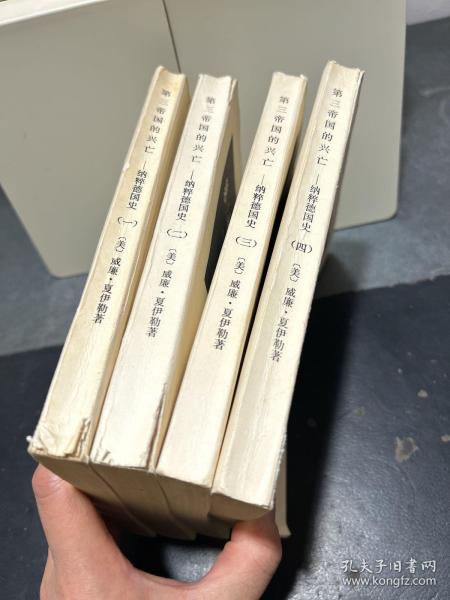 第三帝国的兴亡——纳粹德国史（一）〔美〕威廉·夏伊勒著
第三帝国的兴亡——纳粹德国史（二）〔美〕威廉·夏伊勒著
第三帝国的兴亡——纳粹德国史（三）〔美〕威廉·夏伊勒著
第三帝国的兴亡——纳粹德国史（四）〔美〕威廉·夏伊勒著
孔夫子旧书网
www.kongfz.com